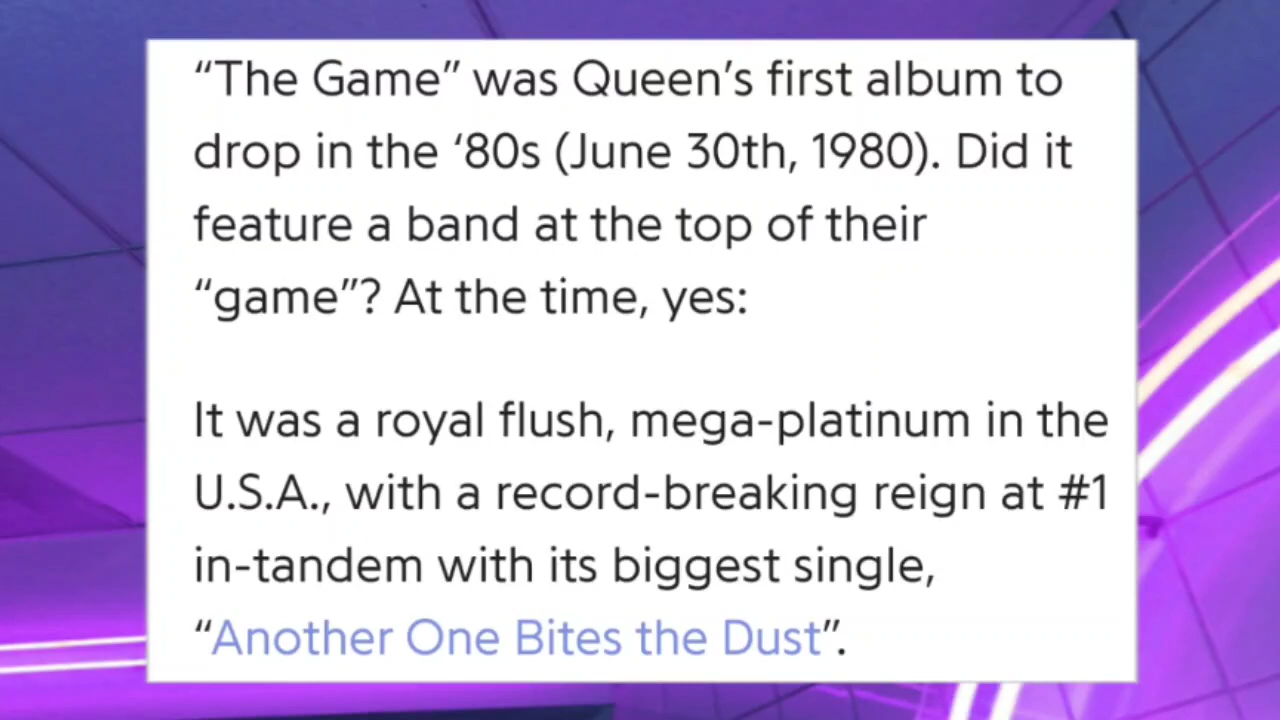 “The Game” was Queen’s first album to
drop in the ‘80s (June 30th, 1980). Did it
feature a band at the top of their
“game”? At the time, yes:
It was a royal flush, mega-platinum in the
U.S.A., with a record-breaking reign at #1
in-tandem with its biggest single,
“Another One Bites the Dust”.